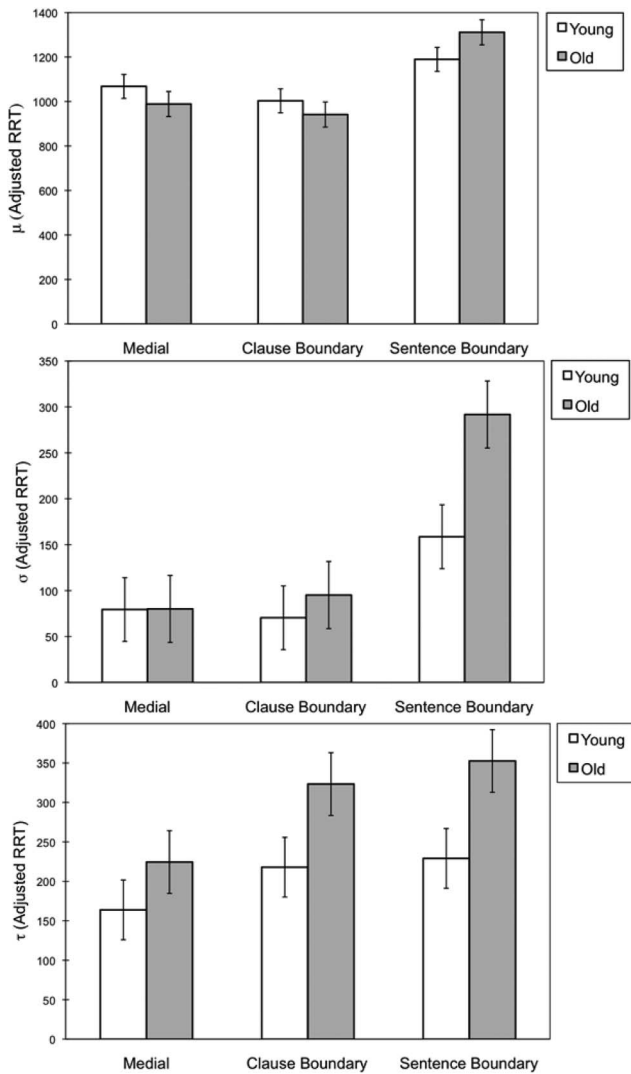 1400
1200
1000
800
600
400
200
0
μ (Adjusted RRT)
Medial Clause Boundary Sentence Boundary
Young
Old
350
300
250
200
150
100
50
0
σ (Adjusted RRT)
Medial Clause Boundary Sentence Boundary
Young
Old
400
350
300
250
200
150
100
50
0
τ (Adjusted RRT)
Medial Clause Boundary Sentence Boundary
Young
Old